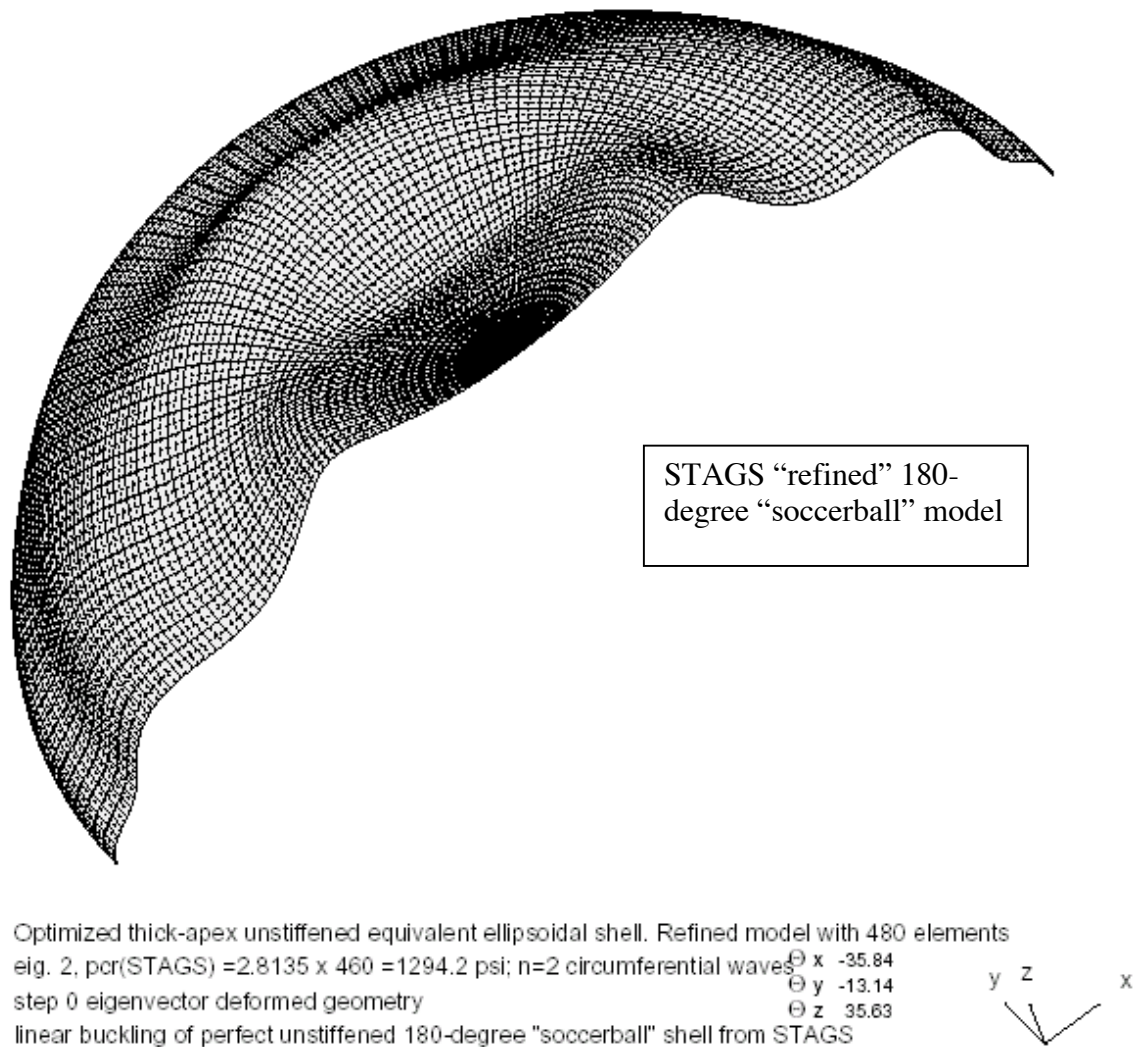 STAGS “refined” 180-
degree “soccerball” model
Optimized thick-apex unstiffened equivalent ellipsoidal shell. Refined model with 480 elements
eig. 2, pcr(STAGS) =2.8135 x 460 =1294.2 psi; n=2 circumferential waves
Θ x -35.84
Θ y -13.14
Θ z 35.63
step 0 eigenvector deformed geometry
linear buckling of perfect unstiffened 180-degree "soccerball" shell from STAGS
y z x